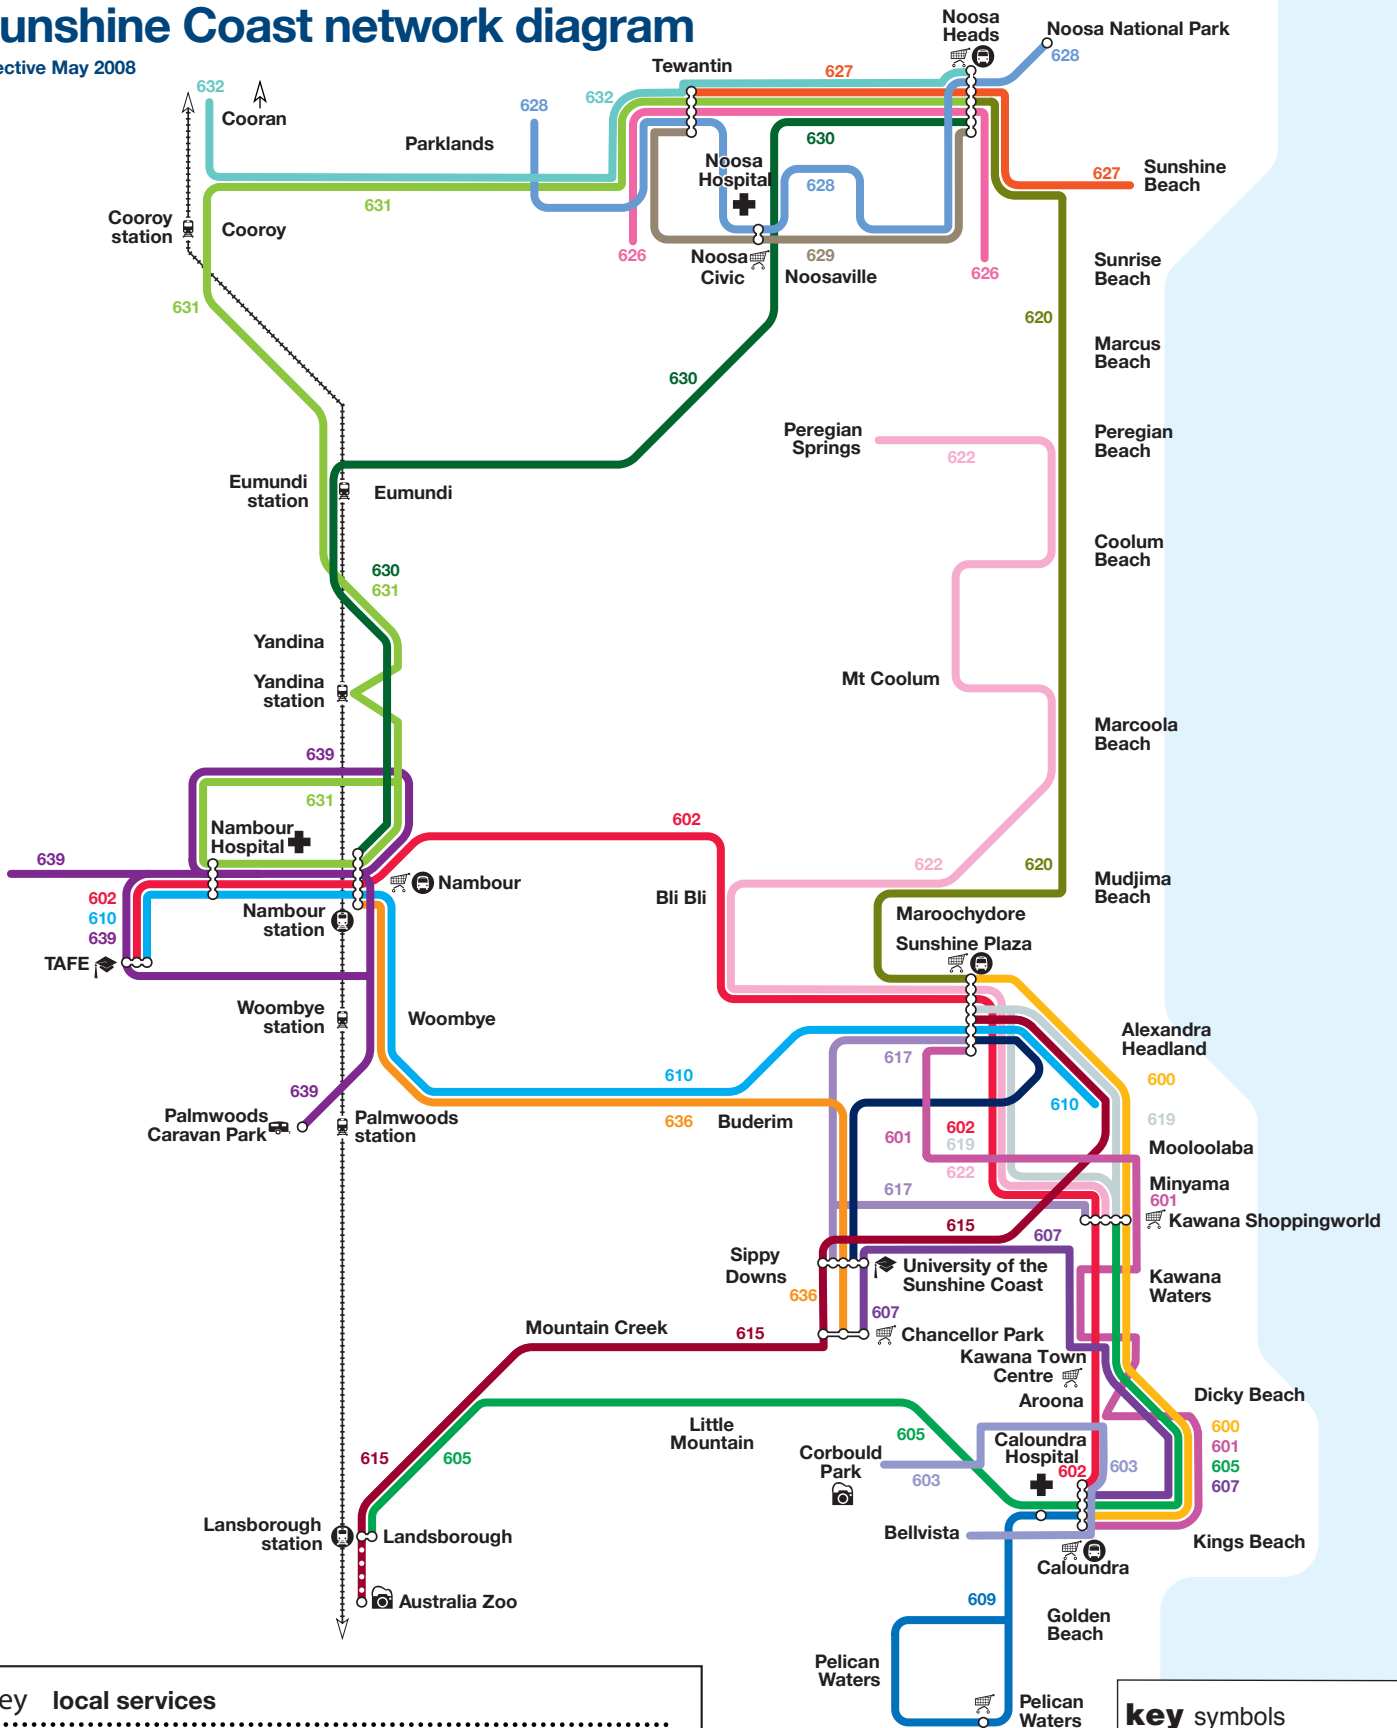 unshine Coast network diagram
ective May 2008
Noosa
Heads
Noosa National Park
628
Tewantin
627
632
632
628
Cooran
Parklands
630
Noosa
Hospital
628
627
Sunshine
Beach
631
Cooroy
station
Cooroy
626
Noosa
Civic
629
Noosaville
626
Sunrise
Beach
631
620
Marcus
Beach
630
Peregian
Springs
622
Peregian
Beach
Eumundi
station
Eumundi
Coolum
Beach
630
631
Yandina
Yandina
station
Mt Coolum
Marcoola
Beach
639
631
602
Nambour
Hospital
639
622
620
Mudjima
Beach
Nambour
Bli Bli
602
610
639
Nambour
station
Maroochydore
Sunshine Plaza
TAFE
Woombye
station
Woombye
Alexandra
Headland
617
610
600
639
610
Palmwoods
Caravan Park
Palmwoods
station
636
Buderim
619
601
602
619
622
Mooloolaba
617
Minyama
601
Kawana Shoppingworld
615
607
Sippy
Downs
University of the
Sunshine Coast
Kawana
Waters
636
607
Mountain Creek
615
Chancellor Park
Kawana Town
Centre
Aroona
Dicky Beach
Little
Mountain
605
600
601
605
607
Corbould
Park
Caloundra
Hospital
615
605
603
602
603
Lansborough
station
Landsborough
Bellvista
Kings Beach
Caloundra
Australia Zoo
609
Golden
Beach
Pelican
Waters
Pelican
Waters
ey local services
key symbols